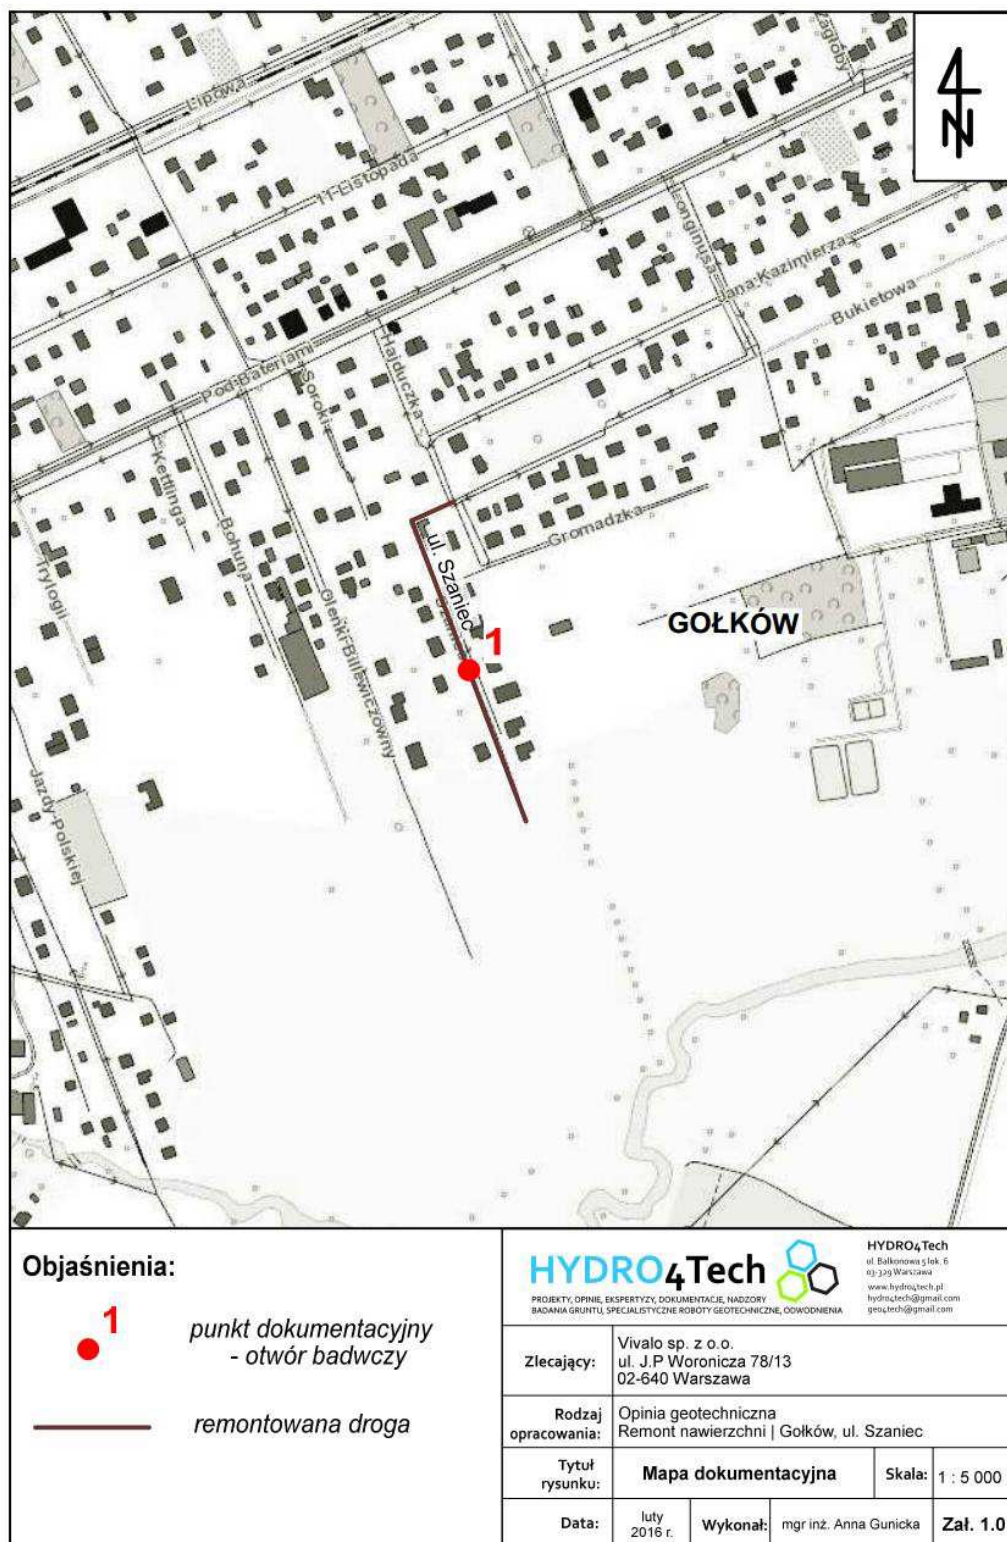 Zagłoby
Lipowa
11 Listopada
Longinusa
Jana Kazimierza
Bukietowa
Pod Bateriami
Hajduczka
Soroki
Kettlinga
Bohuna
Trylogii
Oleńki Billewiczówny
Gromadzka
ul. Szaniec
Szaniec
GOŁKÓW
1
Jazdy Polskiej
N
Objaśnienia:
1
punkt dokumentacyjny
- otwór badwczy
remontowana droga
HYDRO4Tech
PROJEKTY, OPINIE, EKSPERTYZY, DOKUMENTACJE, NADZORY
BADANIA GRUNTU, SPECJALISTYCZNE ROBOTY GEOTECHNICZNE, ODWODNIENIA
HYDRO4Tech
ul. Balkonowa 5 lok. 6
03-329 Warszawa
www.hydro4tech.pl
hydro4tech@gmail.com
geo4tech@gmail.com
Zlecający:
Vivalo sp. z o.o.
ul. J.P Woronicza 78/13
02-640 Warszawa
Rodzaj
opracowania:
Opinia geotechniczna
Remont nawierzchni | Gołków, ul. Szaniec
Tytuł
rysunku:
Mapa dokumentacyjna
Skala:
1 : 5 000
Data:
luty
2016 r.
Wykonał:
mgr inż. Anna Gunicka
Zał. 1.0